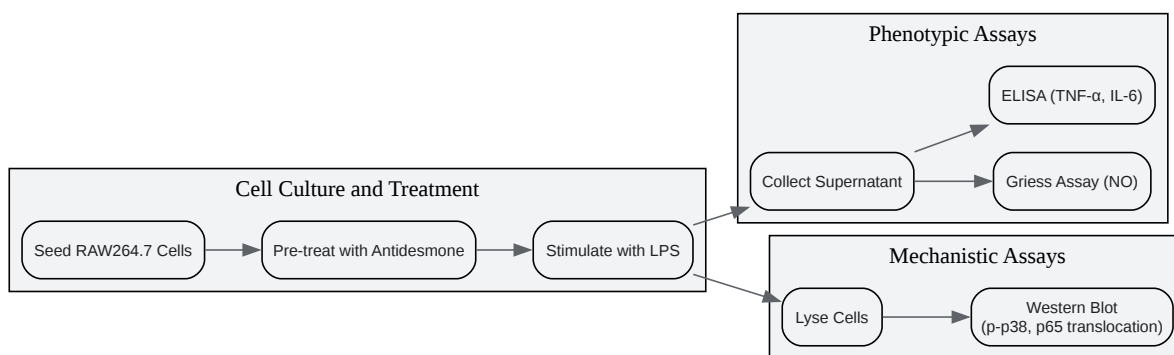 Cell Culture and Treatment
Seed RAW264.7 Cells
Pre-treat with Antidesmone
Stimulate with LPS
Phenotypic Assays
Collect Supernatant
ELISA (TNF-α, IL-6)
Griess Assay (NO)
Mechanistic Assays
Lyse Cells
Western Blot
(p-p38, p65 translocation)